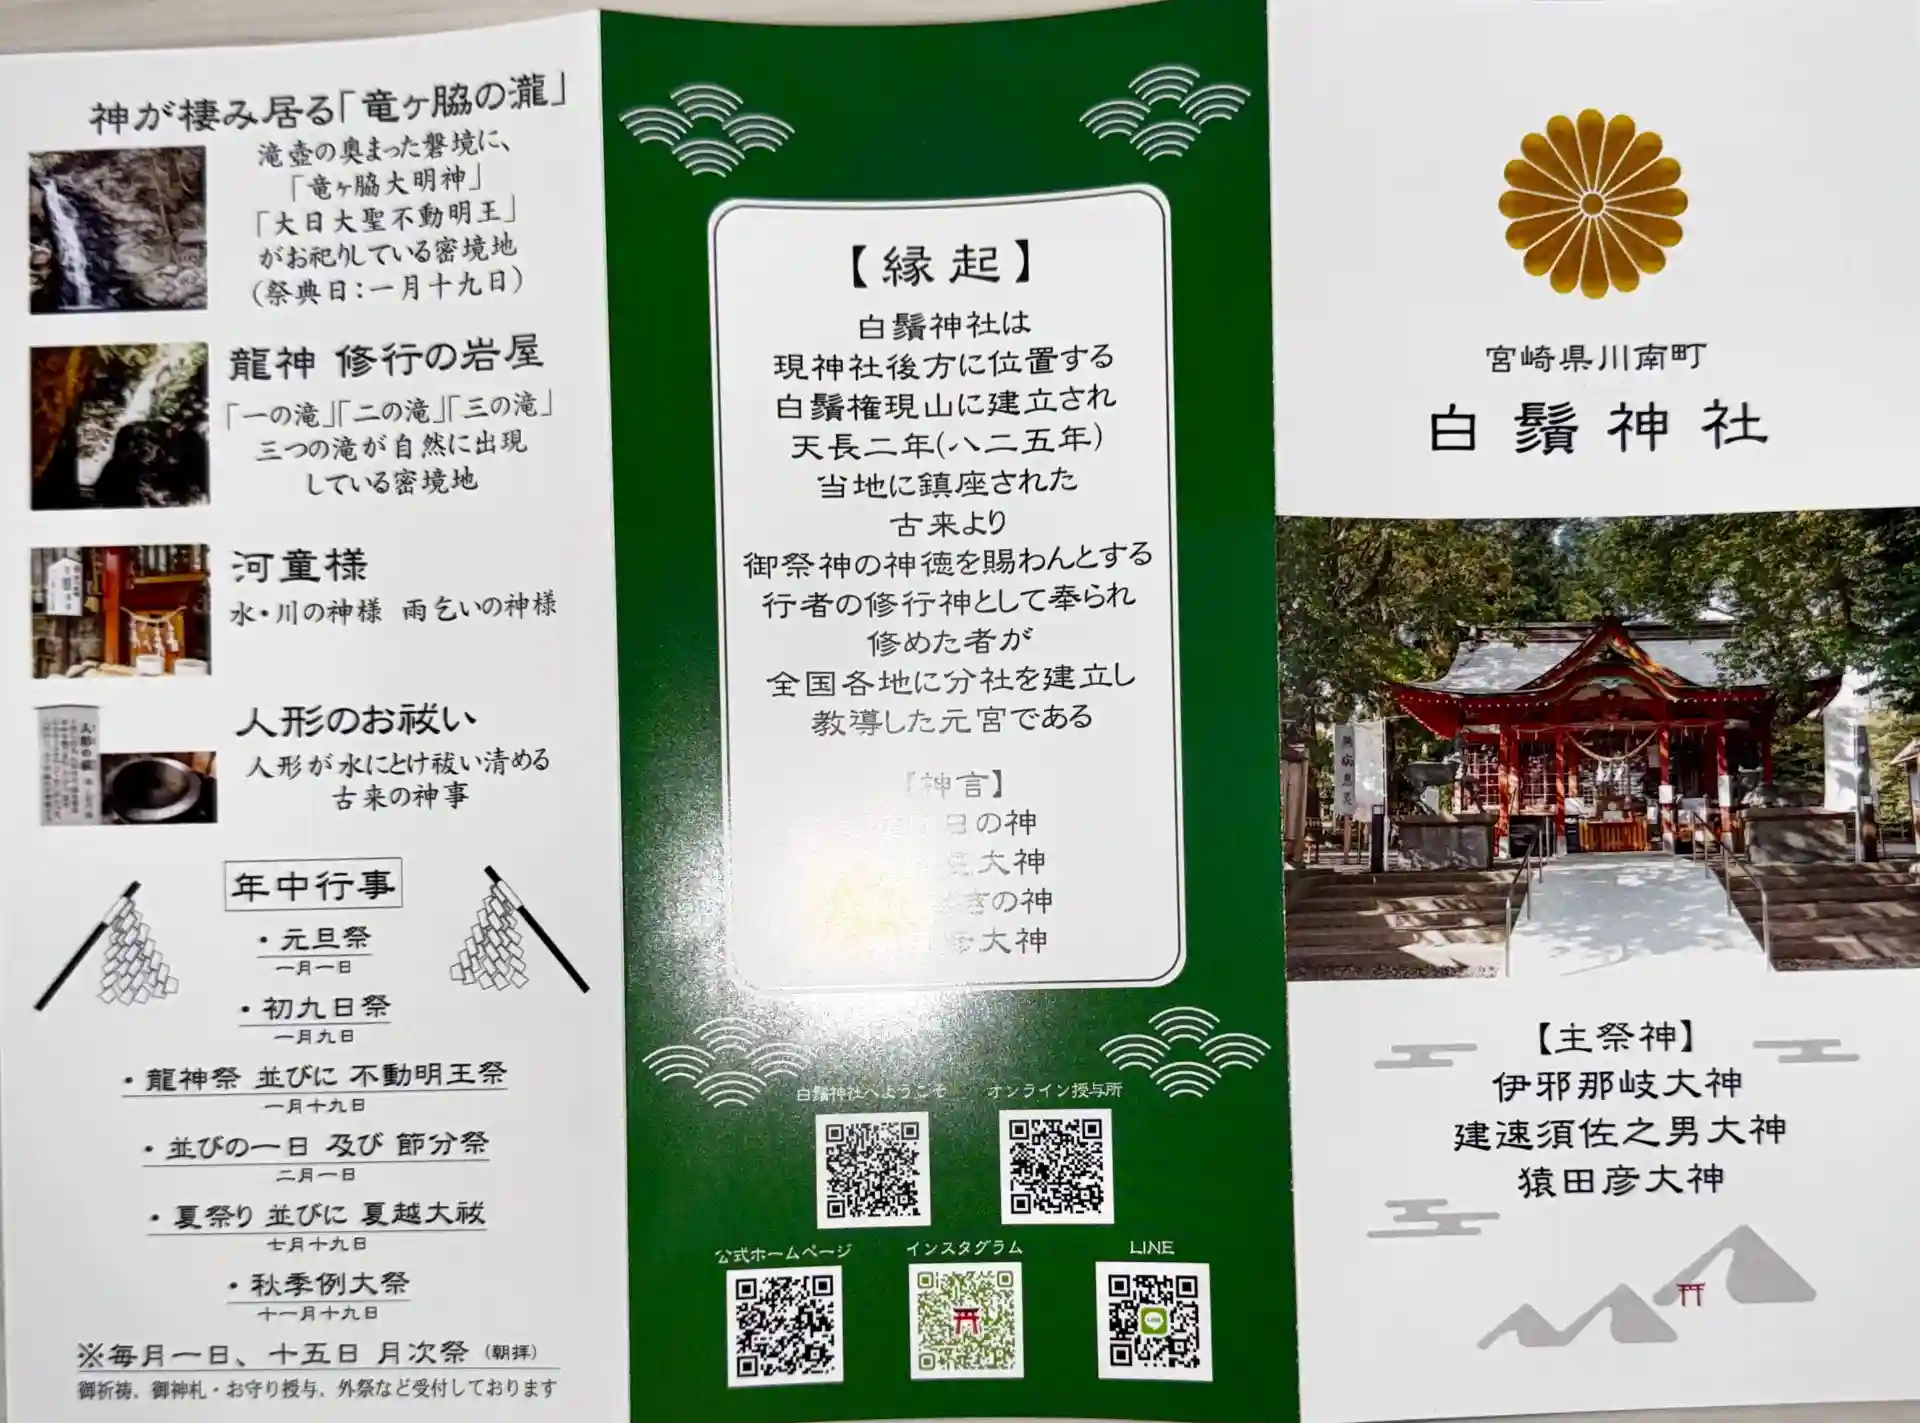 神が棲み居る「竜ヶ脇の瀧」
滝壺の奥まった磐境に、
「竜ヶ脇大明神」
「大日大聖不動明王」
がお祀りしている密境地
(祭典日:一月十九日)
龍神 修行の岩屋
「一の滝」「二の滝」「三の滝」
三つの滝が自然に出現
している密境地
河童様
水・川の神様 雨乞いの神様
人形のお祓い
人形が水にとけ祓い清める
古来の神事
年中行事
・元旦祭
一月一日
・初九日祭
一月九日
・龍神祭 並びに 不動明王祭
一月十九日
・並びの一日 及び 節分祭
二月一日
・夏祭り 並びに 夏越大祓
七月十九日
・秋季例大祭
十一月十九日
※毎月一日、十五日 月次祭 (朝拝)
御祈祷、御神札・お守り授与、外祭など受付しております
【縁起】
白鬚神社は
現神社後方に位置する
白鬚権現山に建立され
天長二年(八二五年)
当地に鎮座された
古来より
御祭神の神徳を賜わんとする
行者の修行神として奉られ
修めた者が
全国各地に分社を建立し
教導した元宮である
【神言】
日の神
大神
の神
大神
白鬚神社へようこそ
オンライン授与所
公式ホームページ
インスタグラム
LINE
宮崎県川南町
白鬚神社
無病息災
【主祭神】
伊邪那岐大神
建速須佐之男大神
猿田彦大神